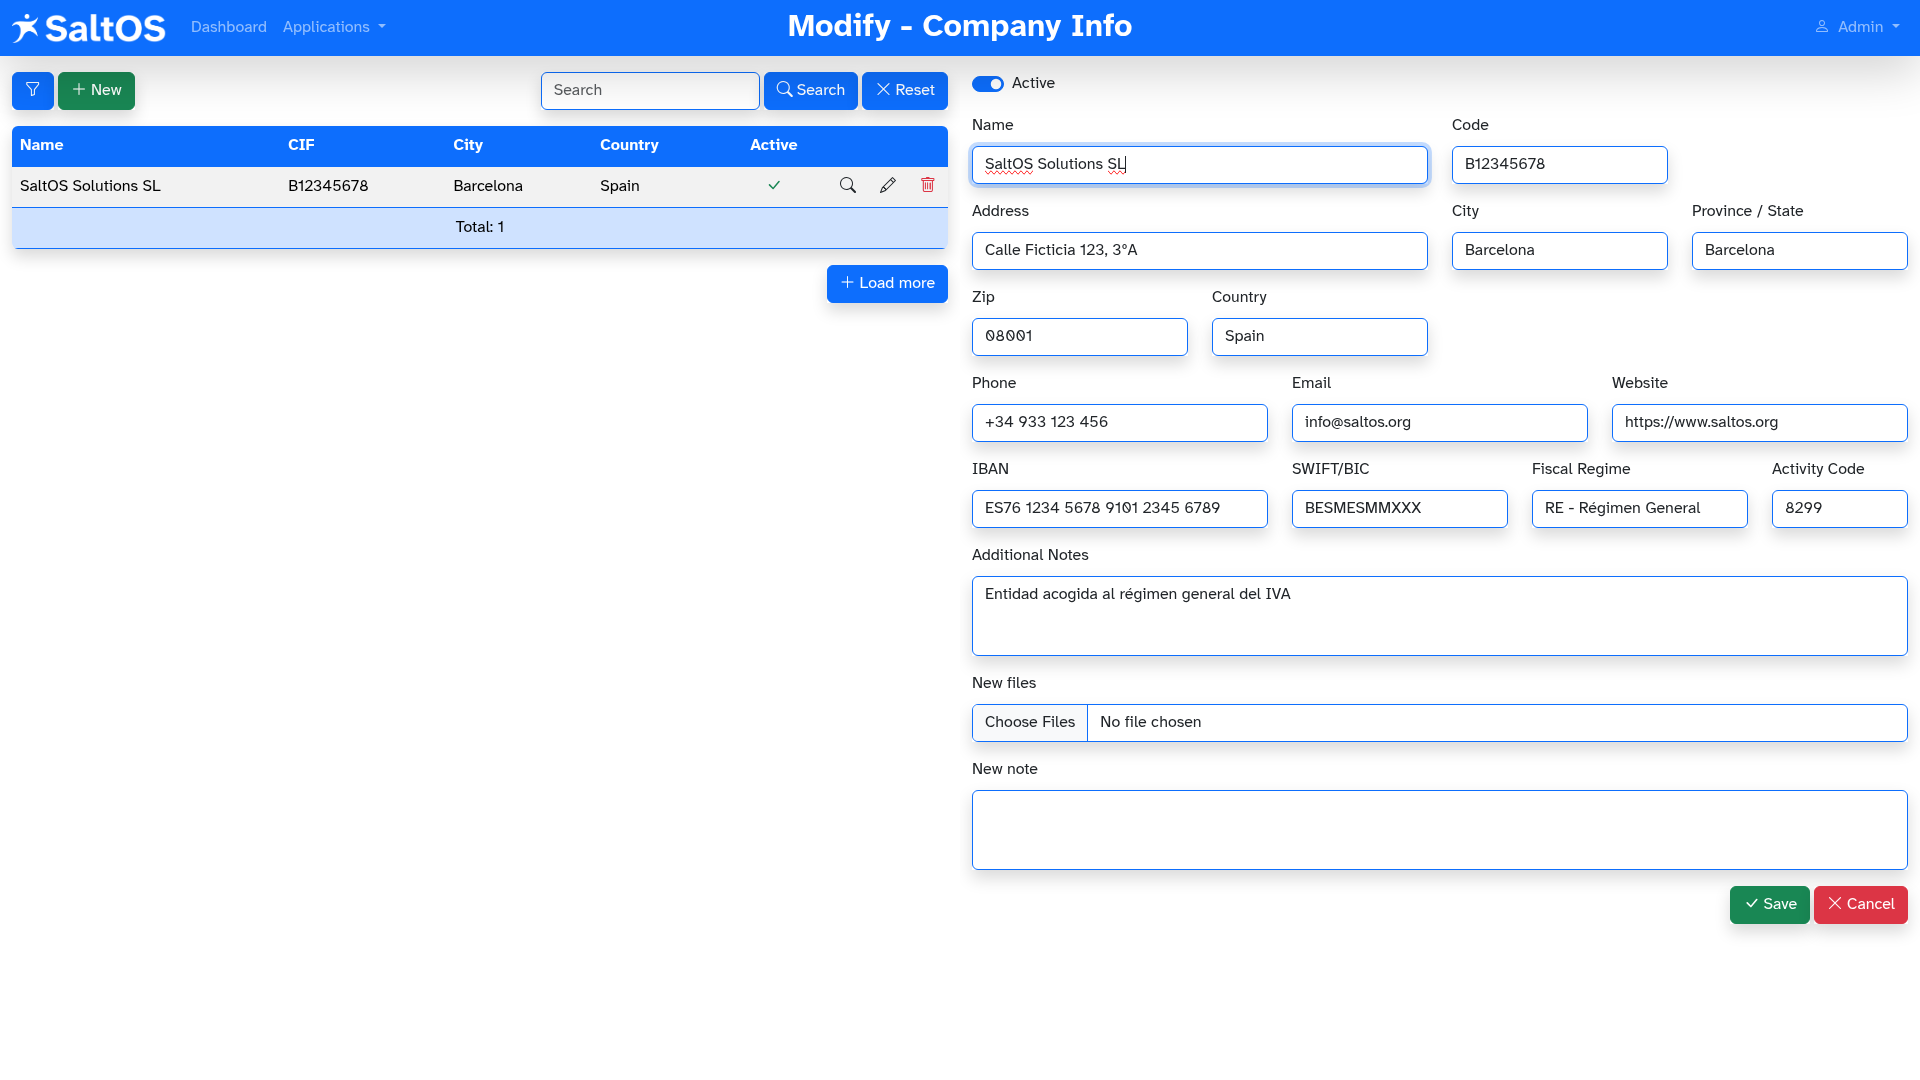 SaltOS Dashboard Applications Modify - Company Info Admin
New Search Search Reset
Name CIF City Country Active
SaltOS Solutions SL B12345678 Barcelona Spain
Total: 1
Load more
Active
Name Code
SaltOS Solutions SL B12345678
Address City Province / State
Calle Ficticia 123, 3ºA Barcelona Barcelona
Zip Country
08001 Spain
Phone Email Website
+34 933 123 456 info@saltos.org https://www.saltos.org
IBAN SWIFT/BIC Fiscal Regime Activity Code
ES76 1234 5678 9101 2345 6789 BESMESMMXXX RE - Régimen General 8299
Additional Notes
Entidad acogida al régimen general del IVA
New files
Choose Files No file chosen
New note
Save Cancel